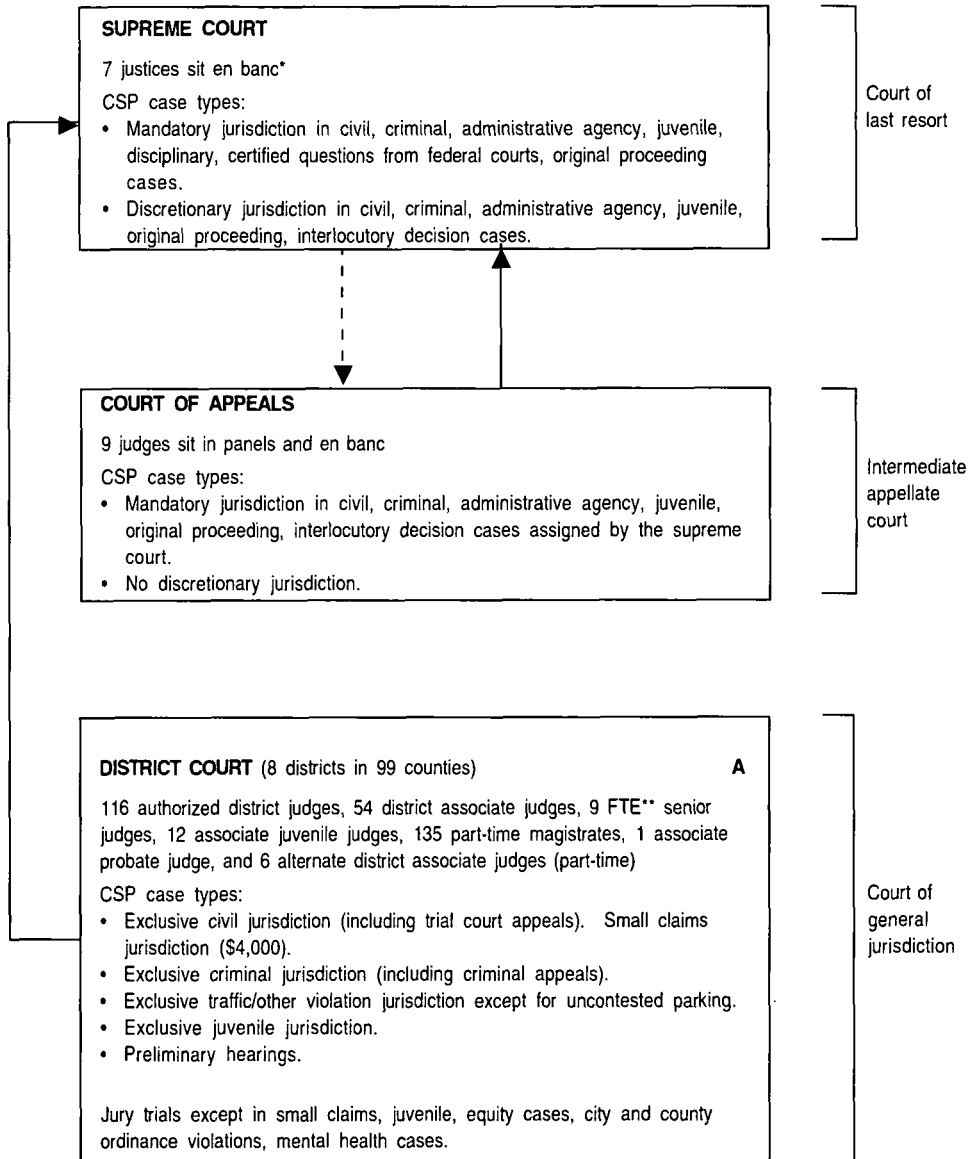 SUPREME COURT
7 justices sit en banc*
CSP case types:
• Mandatory jurisdiction in civil, criminal, administrative agency, juvenile,
disciplinary, certified questions from federal courts, original proceeding
cases.
• Discretionary jurisdiction in civil, criminal, administrative agency, juvenile,
original proceeding, interlocutory decision cases.
Court of
last resort
COURT OF APPEALS
9 judges sit in panels and en banc
CSP case types:
• Mandatory jurisdiction in civil, criminal, administrative agency, juvenile,
original proceeding, interlocutory decision cases assigned by the supreme
court.
• No discretionary jurisdiction.
Intermediate
appellate
court
DISTRICT COURT (8 districts in 99 counties) A
116 authorized district judges, 54 district associate judges, 9 FTE** senior
judges, 12 associate juvenile judges, 135 part-time magistrates, 1 associate
probate judge, and 6 alternate district associate judges (part-time)
CSP case types:
• Exclusive civil jurisdiction (including trial court appeals). Small claims
jurisdiction ($4,000).
• Exclusive criminal jurisdiction (including criminal appeals).
• Exclusive traffic/other violation jurisdiction except for uncontested parking.
• Exclusive juvenile jurisdiction.
• Preliminary hearings.
Jury trials except in small claims, juvenile, equity cases, city and county
ordinance violations, mental health cases.
Court of
general
jurisdiction